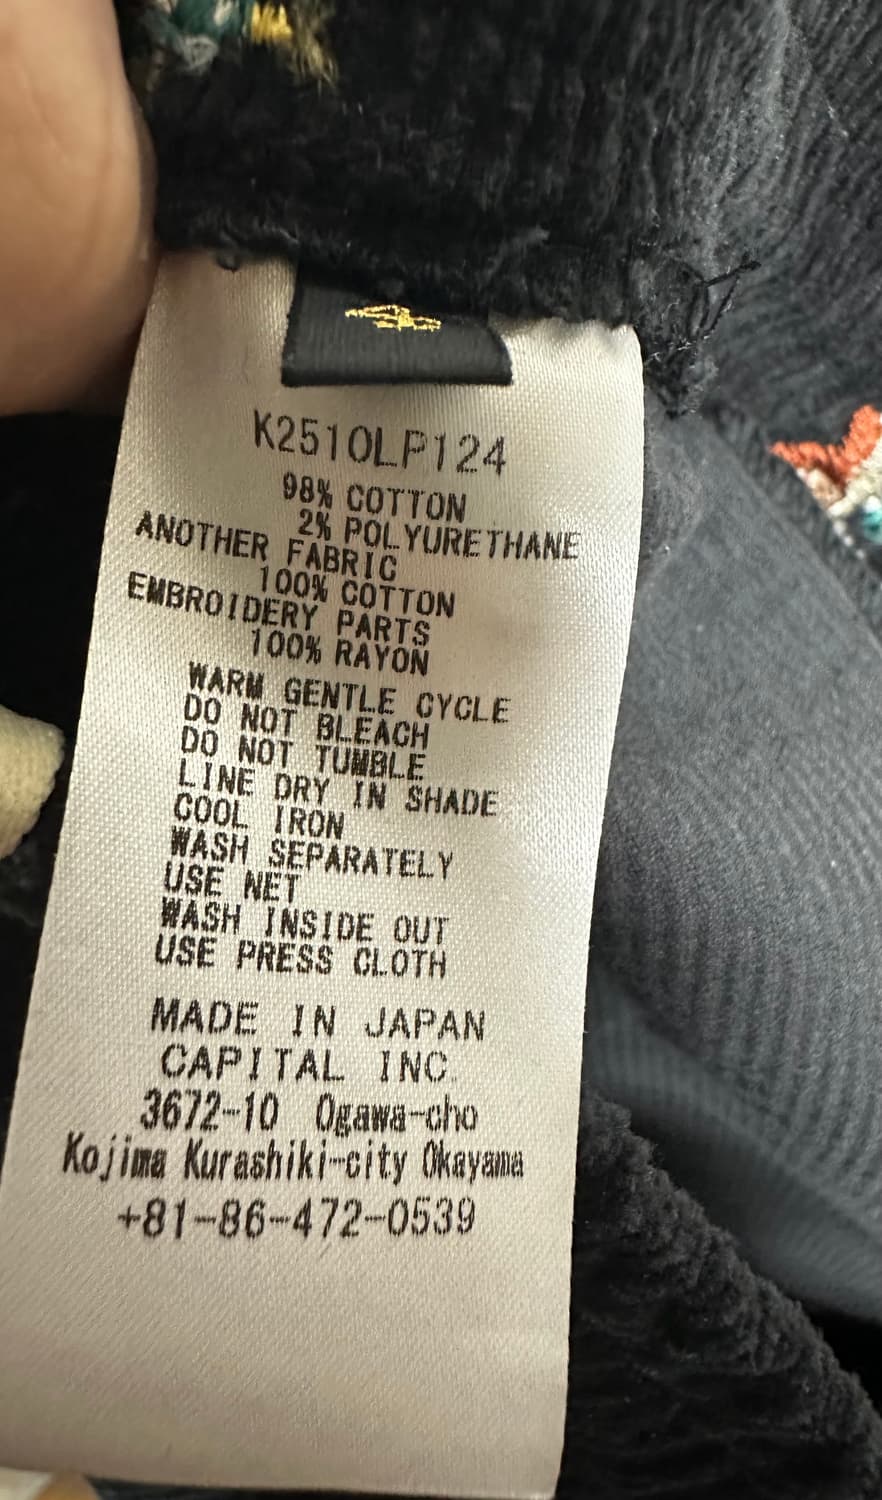 4
K2510LP124
98% COTTON
2% POLYURETHANE
ANOTHER FABRIC
100% COTTON
EMBROIDERY PARTS
100% RAYON
WARM GENTLE CYCLE
DO NOT BLEACH
DO NOT TUMBLE
LINE DRY IN SHADE
COOL IRON
WASH SEPARATELY
USE NET
WASH INSIDE OUT
USE PRESS CLOTH
MADE IN JAPAN
CAPITAL INC.
3672-10 Ogawa-cho
Kojima Kurashiki-city Okayama
+81-86-472-0539